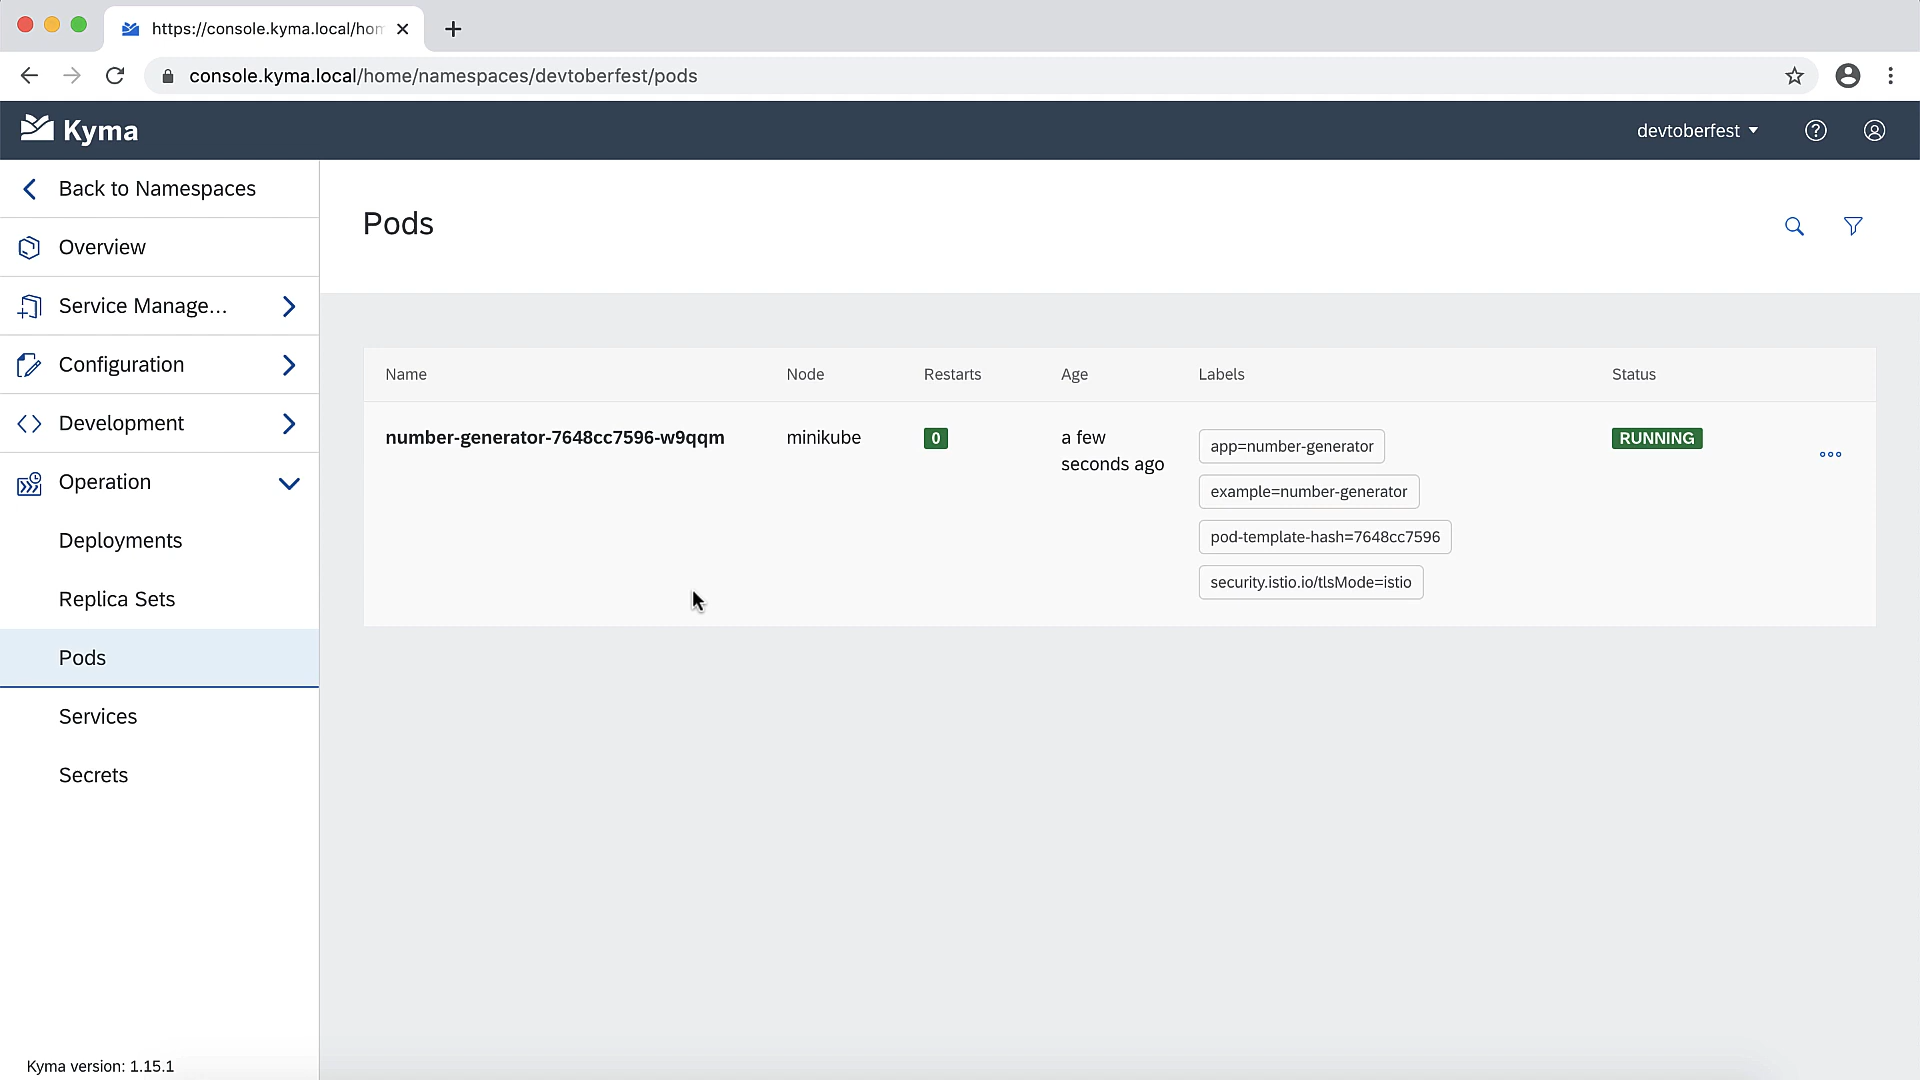 https://console.kyma.local/hom
console.kyma.local/home/namespaces/devtoberfest/pods
Kyma
devtoberfest
Back to Namespaces
Overview
Service Manage...
Configuration
Development
Operation
Deployments
Replica Sets
Pods
Services
Secrets
Kyma version: 1.15.1
Pods
Name Node Restarts Age Labels Status
number-generator-7648cc7596-w9qqm minikube 0 a few seconds ago
app=number-generator
example=number-generator
pod-template-hash=7648cc7596
security.istio.io/tlsMode=istio
RUNNING